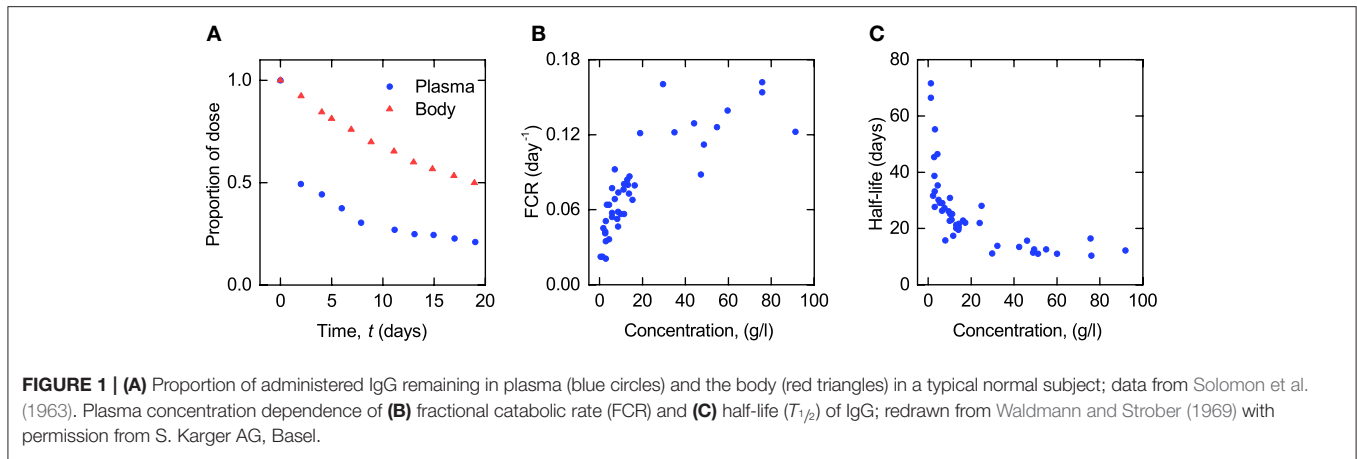 A
B
C
1.0
0.5
0.0
Proportion of dose
Plasma
Body
0
5
10
15
20
Time, t (days)
0.18
0.12
0.06
0.00
FCR (day-1)
0
20
40
60
80
100
Concentration, (g/l)
80
60
40
20
0
Half-life (days)
0
20
40
60
80
100
Concentration, (g/l)
FIGURE 1 | (A) Proportion of administered IgG remaining in plasma (blue circles) and the body (red triangles) in a typical normal subject; data from Solomon et al.
(1963). Plasma concentration dependence of (B) fractional catabolic rate (FCR) and (C) half-life (T1/2) of IgG; redrawn from Waldmann and Strober (1969) with
permission from S. Karger AG, Basel.